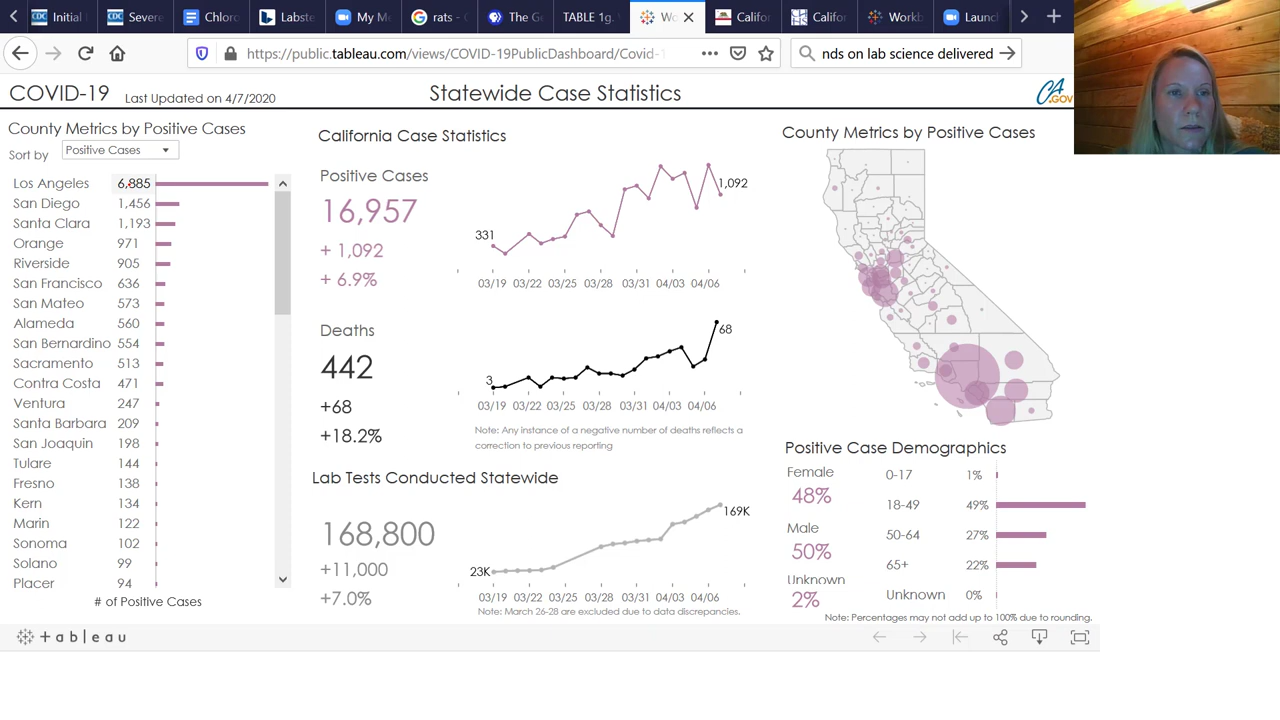 Initial
Severe
Chloro
Labste
My Me
rats -
The Ge
TABLE 1g.
Wo
Califor
Califor
Workb
Launc
https://public.tableau.com/views/COVID-19PublicDashboard/Covid-1
nds on lab science delivered
COVID-19 Last Updated on 4/7/2020
Statewide Case Statistics
CA
.GOV
County Metrics by Positive Cases
Sort by Positive Cases
Los Angeles 6,885
San Diego 1,456
Santa Clara 1,193
Orange 971
Riverside 905
San Francisco 636
San Mateo 573
Alameda 560
San Bernardino 554
Sacramento 513
Contra Costa 471
Ventura 247
Santa Barbara 209
San Joaquin 198
Tulare 144
Fresno 138
Kern 134
Marin 122
Sonoma 102
Solano 99
Placer 94
# of Positive Cases
California Case Statistics
Positive Cases
16,957
+ 1,092
+ 6.9%
331
1,092
03/19 03/22 03/25 03/28 03/31 04/03 04/06
Deaths
442
+68
+18.2%
3
68
03/19 03/22 03/25 03/28 03/31 04/03 04/06
Note: Any instance of a negative number of deaths reflects a
correction to previous reporting
Lab Tests Conducted Statewide
168,800
+11,000
+7.0%
23K
169K
03/19 03/22 03/25 03/28 03/31 04/03 04/06
Note: March 26-28 are excluded due to data discrepancies.
County Metrics by Positive Cases
Positive Case Demographics
Female
48%
Male
50%
Unknown
2%
0-17 1%
18-49 49%
50-64 27%
65+ 22%
Unknown 0%
Note: Percentages may not add up to 100% due to rounding.
+ableau